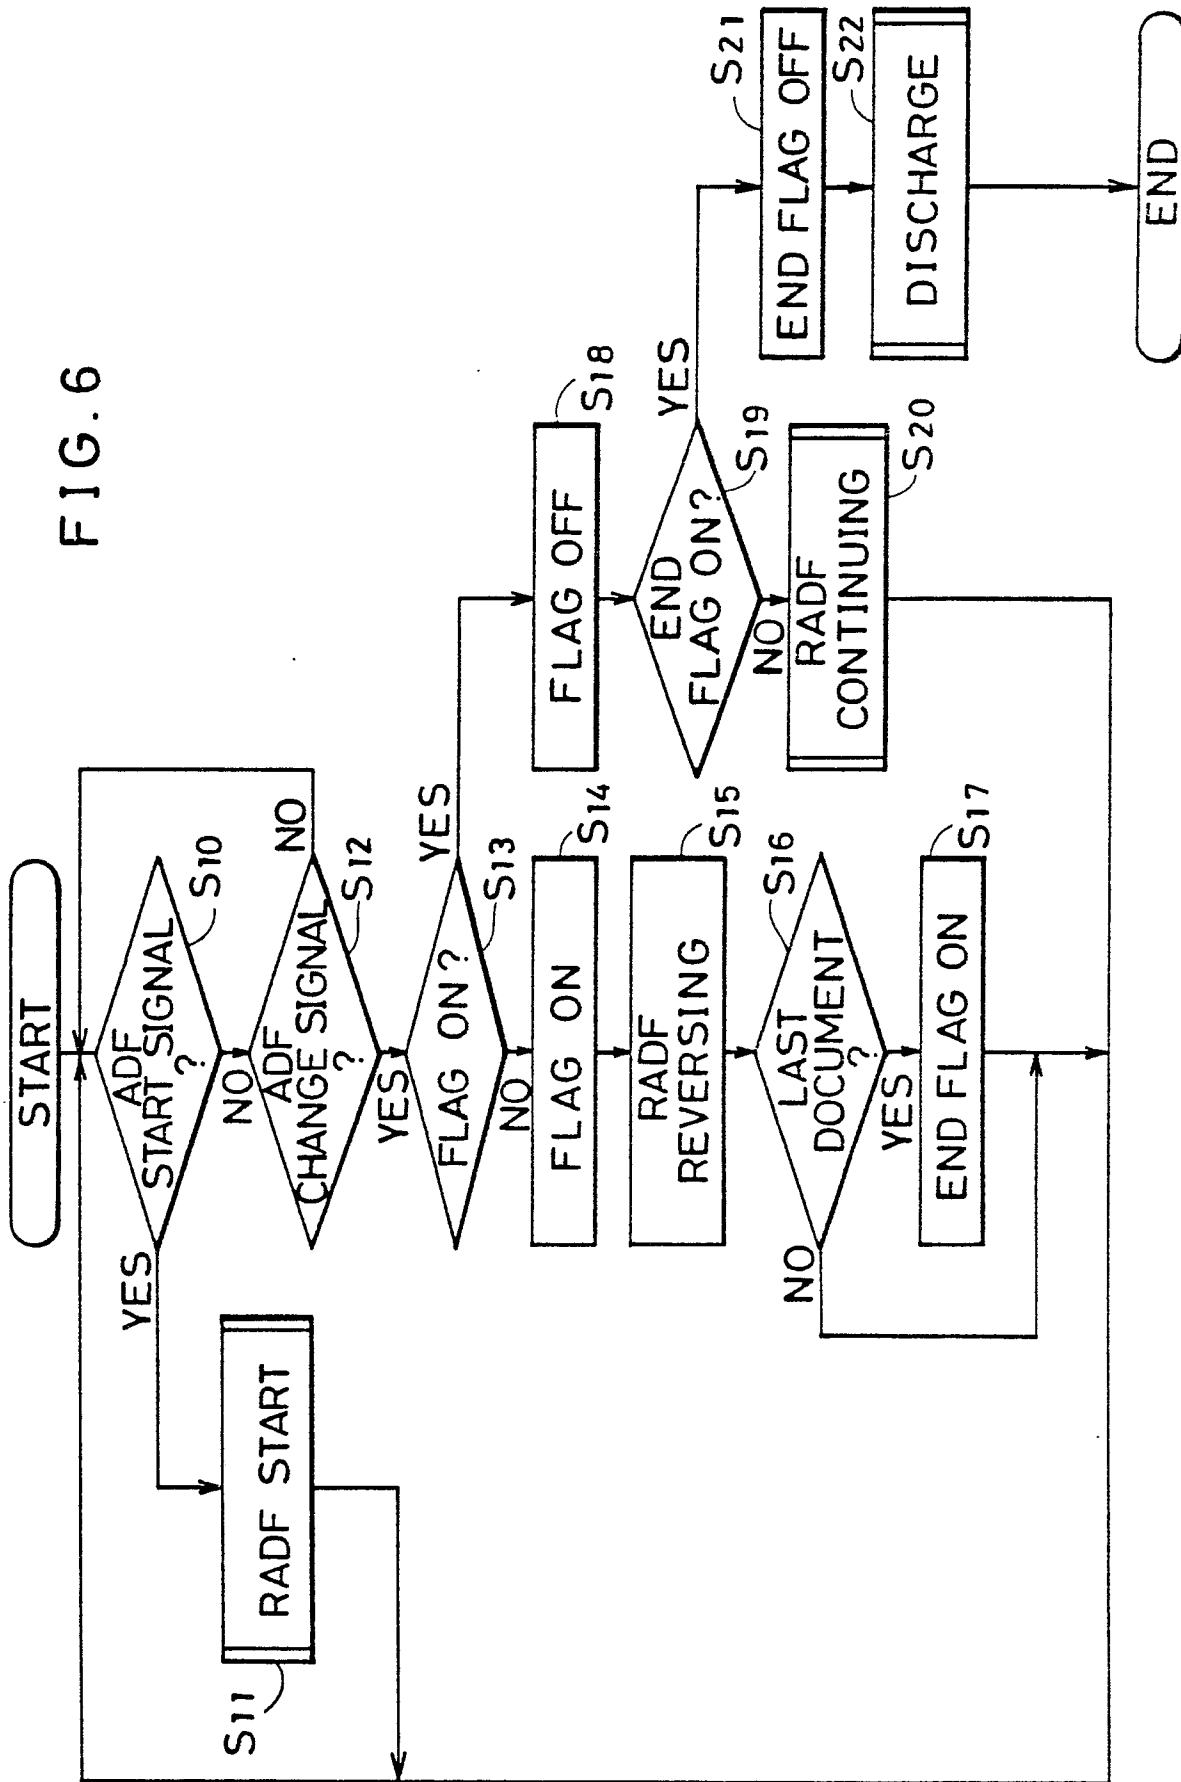 FIG. 6
START
ADF
START SIGNAL
?
S10
YES
NO
RADF START
S11
ADF
CHANGE SIGNAL
?
S12
NO
YES
FLAG ON?
S13
YES
NO
FLAG ON
S14
RADF
REVERSING
S15
LAST
DOCUMENT
?
S16
NO
YES
END FLAG ON
S17
FLAG OFF
S18
END
FLAG ON?
S19
YES
NO
RADF
CONTINUING
S20
END FLAG OFF
S21
DISCHARGE
S22
END